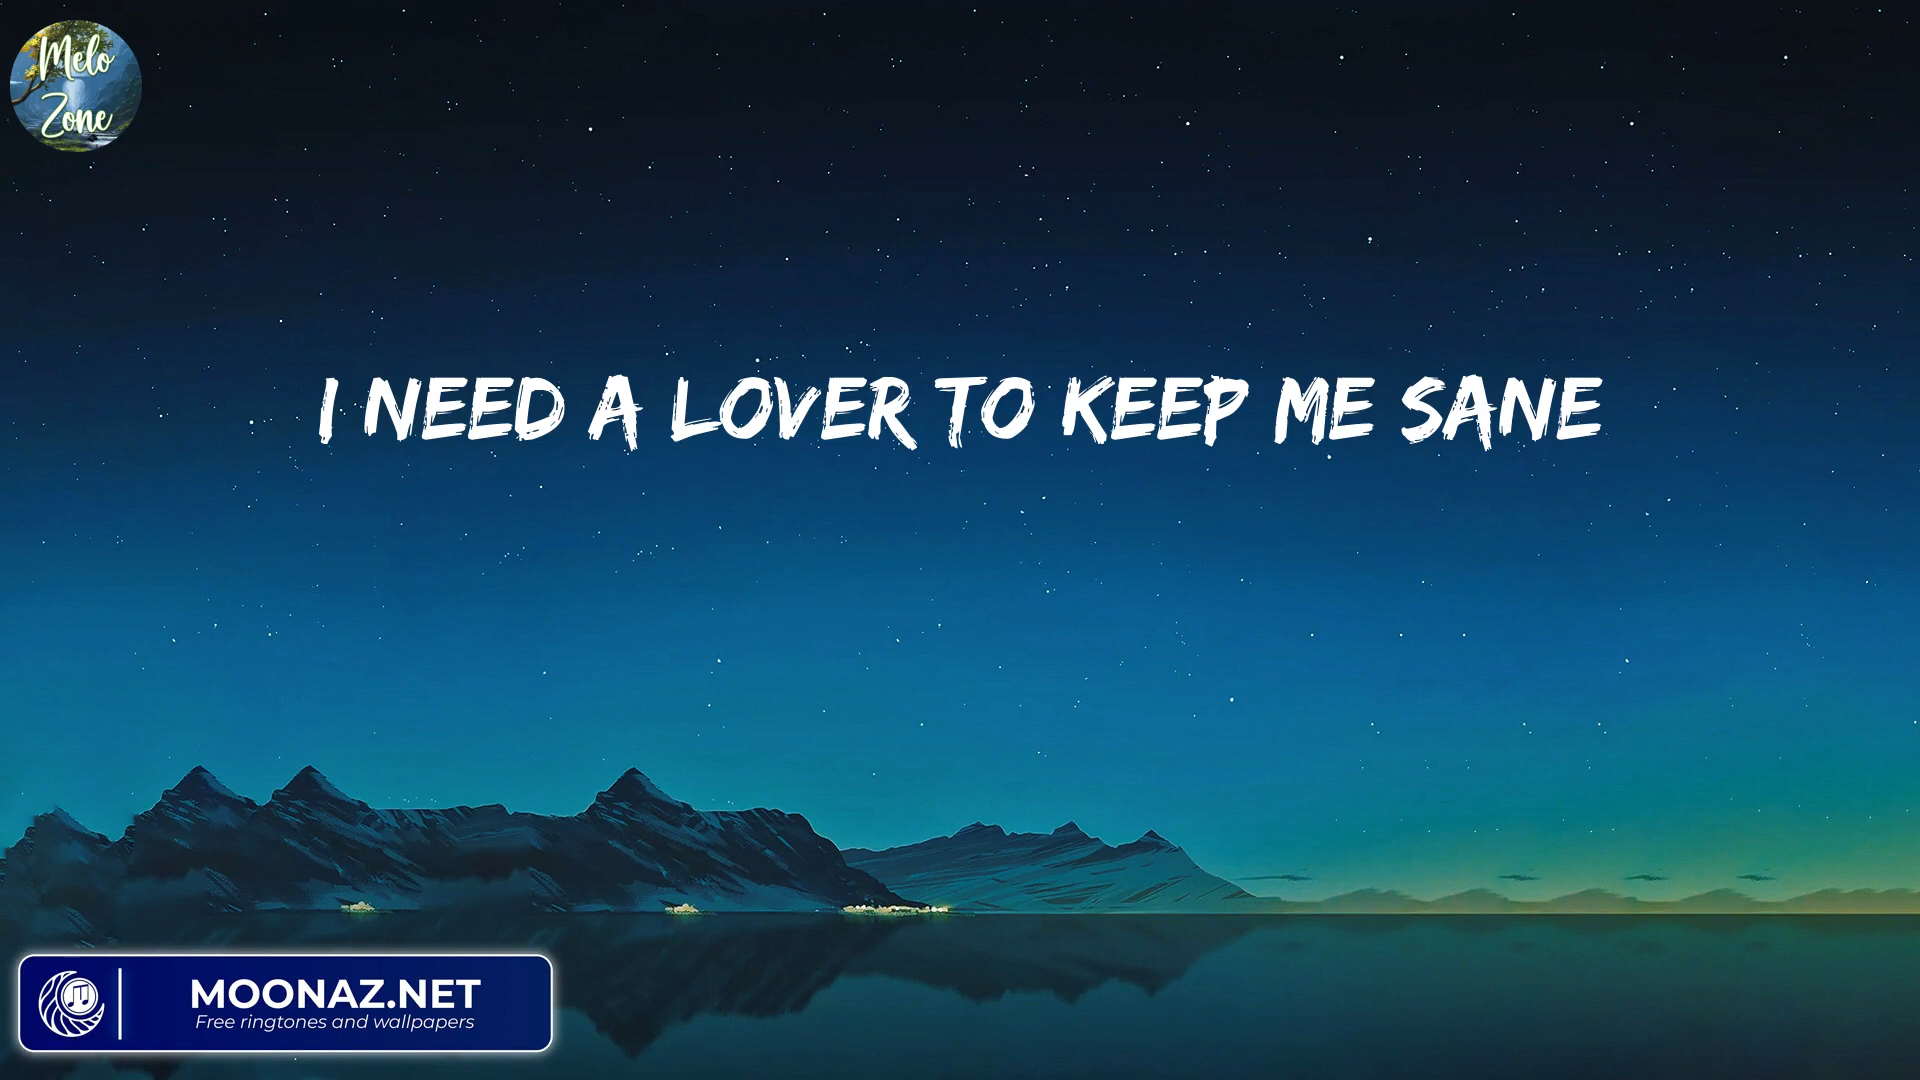 Melo
Zone
I NEED A LOVER TO KEEP ME SANE
MOONAZ.NET
Free ringtones and wallpapers